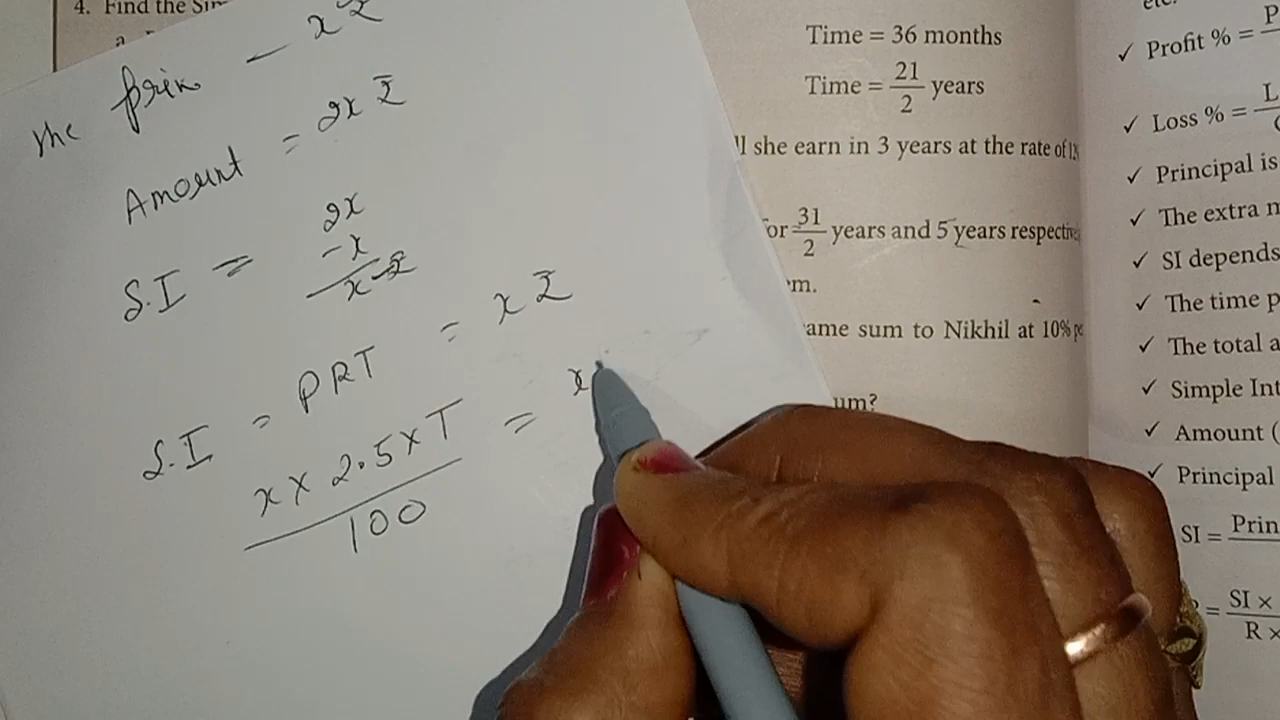 4. Find the
a
the prin — x ₹
Amount = 2x ₹
S.I = 2x
-x
x ₹
S.I = PRT = x ₹
x × 2.5 × T = x
100
Time = 36 months
Time = 21/2 years
she earn in 3 years at the rate of 12%
31/2 years and 5 years
ame sum to Nikhil at 10%
um?
etc.
✓ Profit % = P
✓ Loss % = L
✓ Principal is
✓ The extra
✓ SI depends
✓ The time p
✓ The total a
✓ Simple Int
✓ Amount (
✓ Principal
SI = Prin
= SI ×
R ×